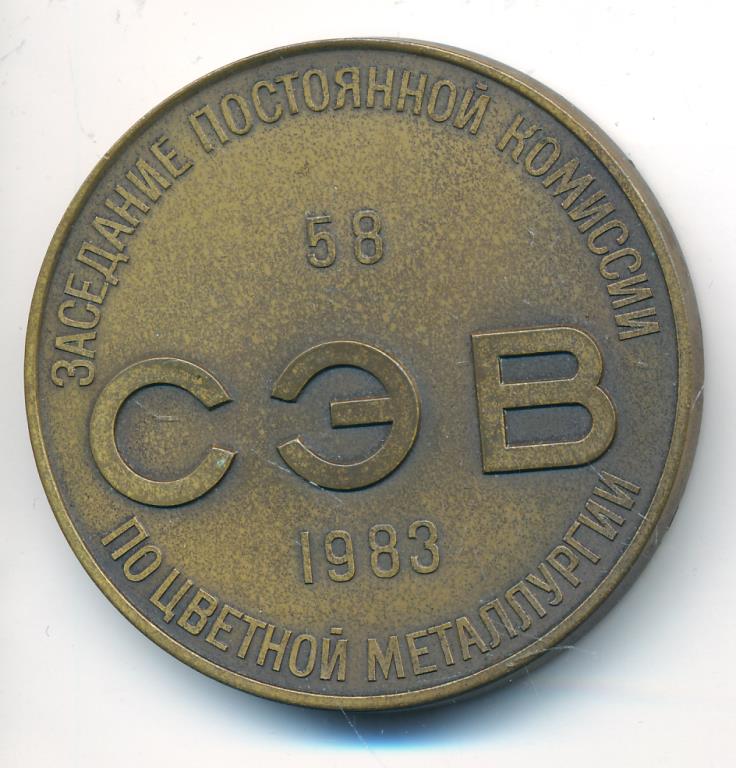 ЗАСЕДАНИЕ ПОСТОЯННОЙ КОМИССИИ
58
СЭВ
1983
ПО ЦВЕТНОЙ МЕТАЛЛУРГИИ